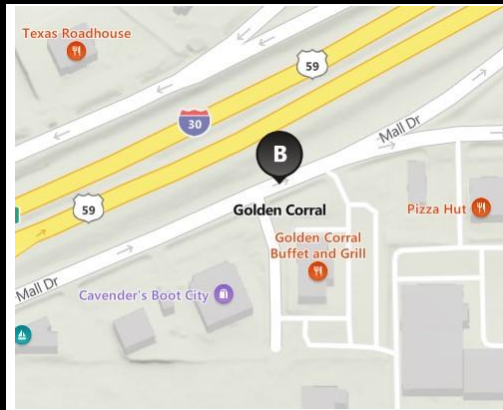 Texas Roadhouse
59
30
B
Mall Dr
59
Golden Corral
Pizza Hut
Golden Corral
Buffet and Grill
Mall Dr
Cavender's Boot City